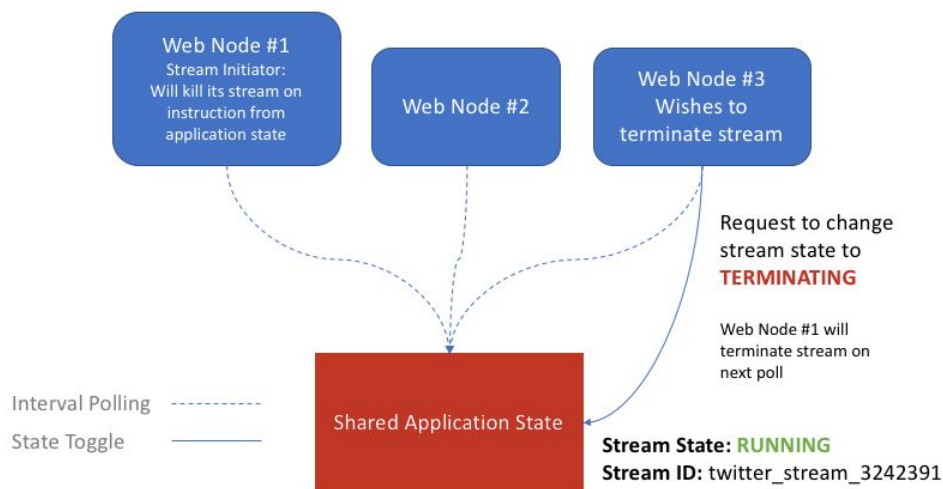 Web Node #1
Stream Initiator:
Will kill its stream on
instruction from
application state
Web Node #2
Web Node #3
Wishes to
terminate stream
Request to change
stream state to
TERMINATING
Web Node #1 will
terminate stream on
next poll
Interval Polling
State Toggle
Shared Application State
Stream State: RUNNING
Stream ID: twitter_stream_3242391